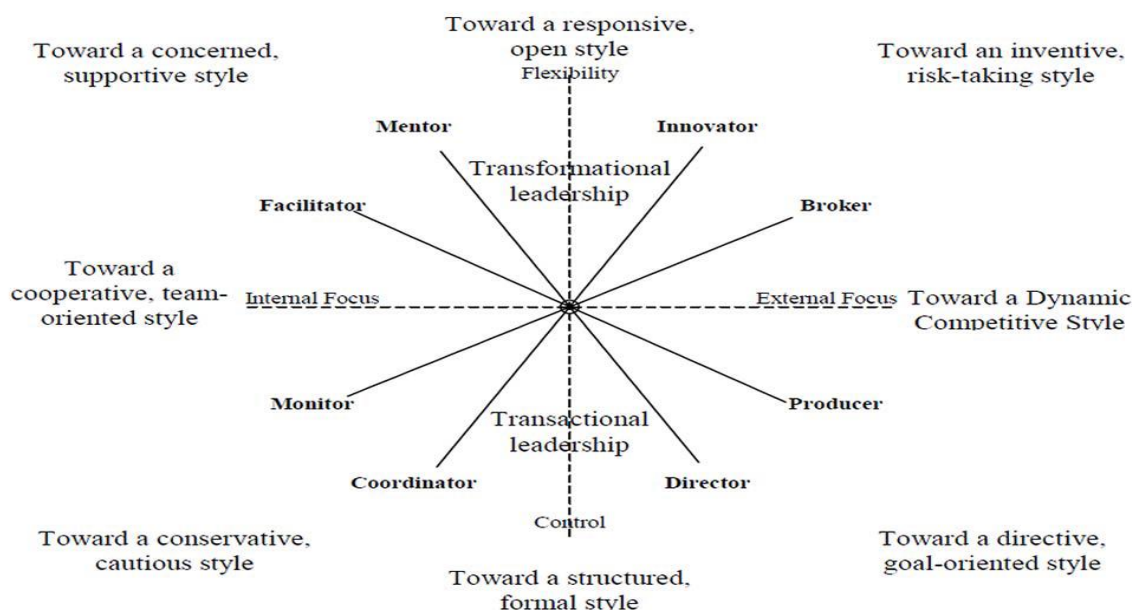 Toward a concerned,
supportive style
Toward a responsive,
open style
Flexibility
Toward an inventive,
risk-taking style
Mentor
Innovator
Transformational
leadership
Facilitator
Broker
Toward a
cooperative, team-
oriented style
Internal Focus
External Focus
Toward a Dynamic
Competitive Style
Monitor
Producer
Transactional
leadership
Coordinator
Director
Control
Toward a conservative,
cautious style
Toward a structured,
formal style
Toward a directive,
goal-oriented style